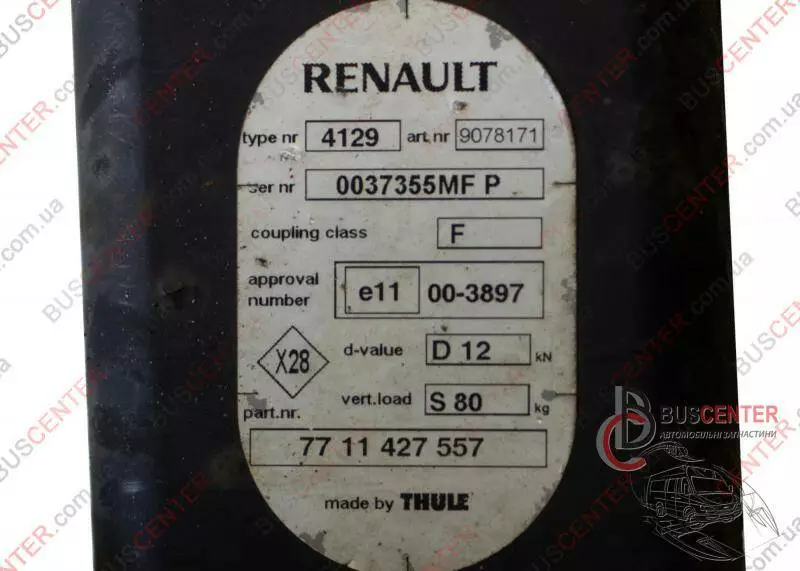 RENAULT
type nr 4129 art.nr 9078171
ser nr 0037355MF P
coupling class F
approval number e11 00-3897
X28
d-value D 12 kN
vert.load S 80 kg
part.nr.
77 11 427 557
made by THULE
BUSCENTER
АВТОМОБІЛЬНІ ЗАПЧАСТИНИ
BUSCENTER.com.ua